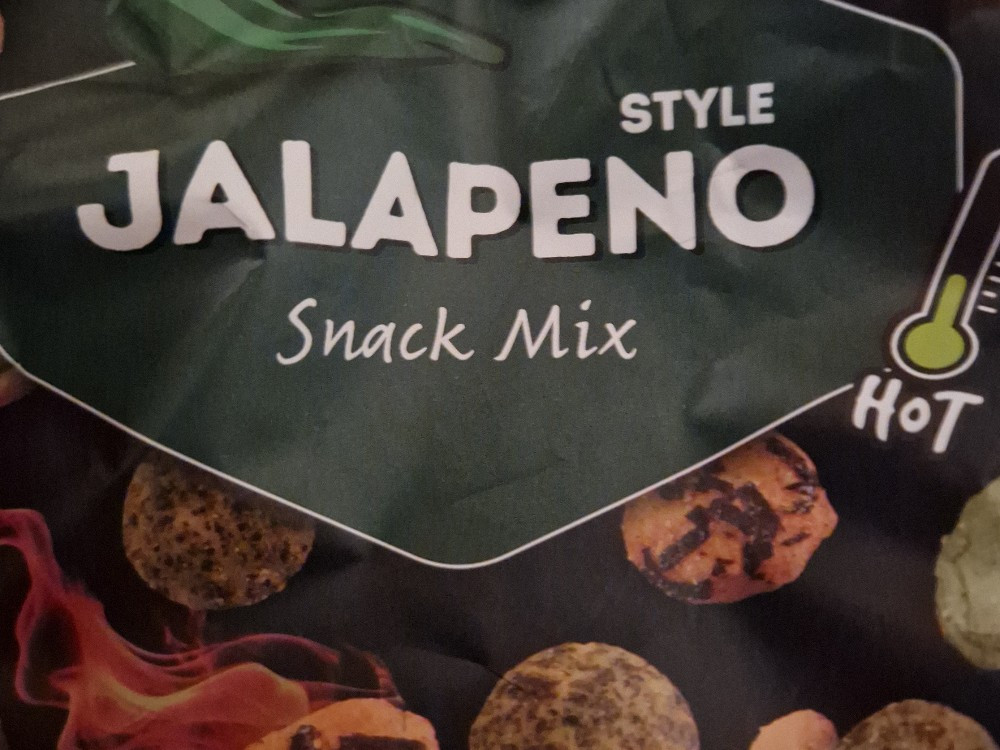 STYLE
JALAPENO
Snack Mix
HoT